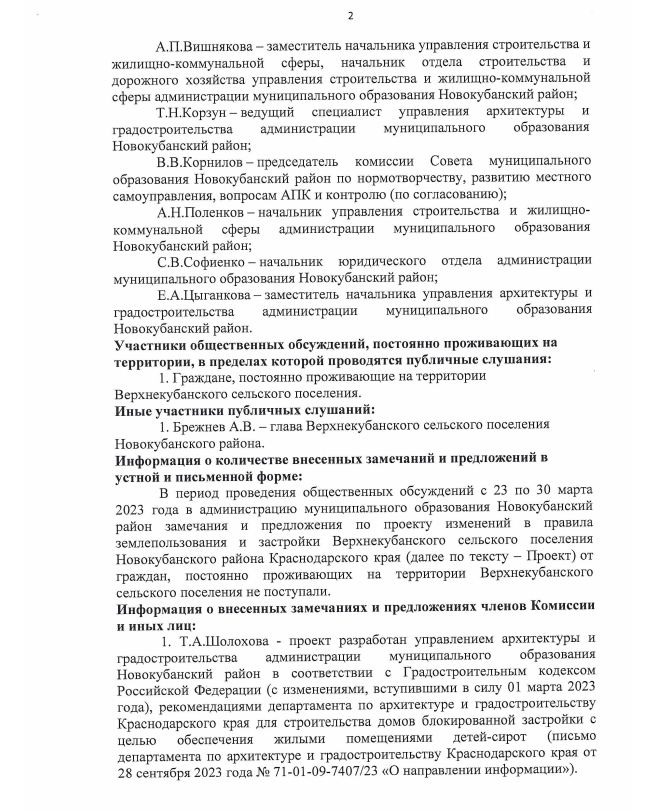 2
А.П.Вишнякова – заместитель начальника управления строительства и
жилищно-коммунальной сферы, начальник отдела строительства и
дорожного хозяйства управления строительства и жилищно-коммунальной
сферы администрации муниципального образования Новокубанский район;
Т.Н.Корзун – ведущий специалист управления архитектуры и
градостроительства администрации муниципального образования
Новокубанский район;
В.В.Корнилов – председатель комиссии Совета муниципального
образования Новокубанский район по нормотворчеству, развитию местного
самоуправления, вопросам АПК и контролю (по согласованию);
А.Н.Поленков – начальник управления строительства и жилищно-
коммунальной сферы администрации муниципального образования
Новокубанский район;
С.В.Софиенко – начальник юридического отдела администрации
муниципального образования Новокубанский район;
Е.А.Цыганкова – заместитель начальника управления архитектуры и
градостроительства администрации муниципального образования
Новокубанский район.
Участники общественных обсуждений, постоянно проживающих на
территории, в пределах которой проводятся публичные слушания:
1. Граждане, постоянно проживающие на территории
Верхнекубанского сельского поселения.
Иные участники публичных слушаний:
1. Брежнев А.В. – глава Верхнекубанского сельского поселения
Новокубанского района.
Информация о количестве внесенных замечаний и предложений в
устной и письменной форме:
В период проведения общественных обсуждений с 23 по 30 марта
2023 года в администрацию муниципального образования Новокубанский
район замечания и предложения по проекту изменений в правила
землепользования и застройки Верхнекубанского сельского поселения
Новокубанского района Краснодарского края (далее по тексту – Проект) от
граждан, постоянно проживающих на территории Верхнекубанского
сельского поселения не поступали.
Информация о внесенных замечаниях и предложениях членов Комиссии
и иных лиц:
1. Т.А.Шолохова - проект разработан управлением архитектуры и
градостроительства администрации муниципального образования
Новокубанский район в соответствии с Градостроительным кодексом
Российской Федерации (с изменениями, вступившими в силу 01 марта 2023
года), рекомендациями департамента по архитектуре и градостроительству
Краснодарского края для строительства домов блокированной застройки с
целью обеспечения жилыми помещениями детей-сирот (письмо
департамента по архитектуре и градостроительству Краснодарского края от
28 сентября 2023 года № 71-01-09-7407/23 «О направлении информации»).